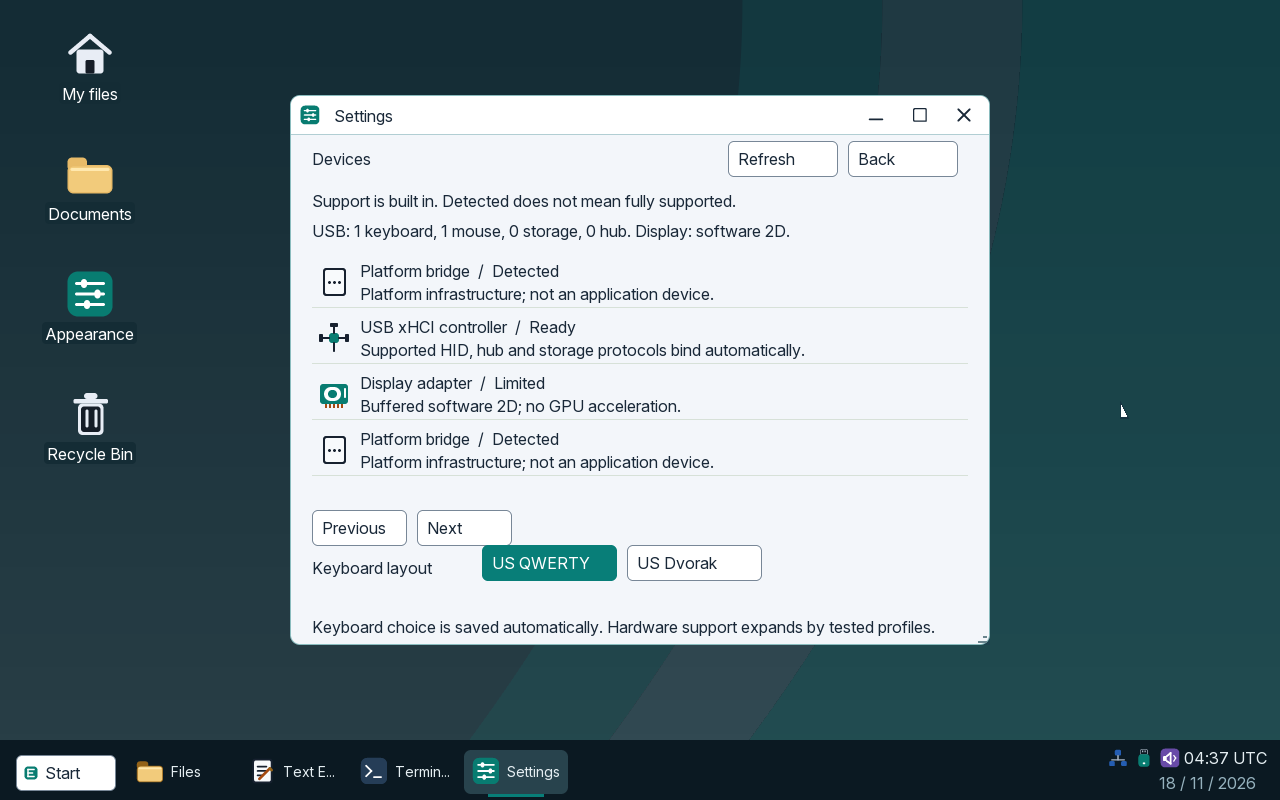 My files
Documents
Appearance
Recycle Bin
Settings
Devices
Refresh
Back
Support is built in. Detected does not mean fully supported.
USB: 1 keyboard, 1 mouse, 0 storage, 0 hub. Display: software 2D.
Platform bridge / Detected
Platform infrastructure; not an application device.
USB xHCI controller / Ready
Supported HID, hub and storage protocols bind automatically.
Display adapter / Limited
Buffered software 2D; no GPU acceleration.
Platform bridge / Detected
Platform infrastructure; not an application device.
Previous
Next
Keyboard layout
US QWERTY
US Dvorak
Keyboard choice is saved automatically. Hardware support expands by tested profiles.
Start
Files
Text E...
Termin...
Settings
04:37 UTC
18 / 11 / 2026